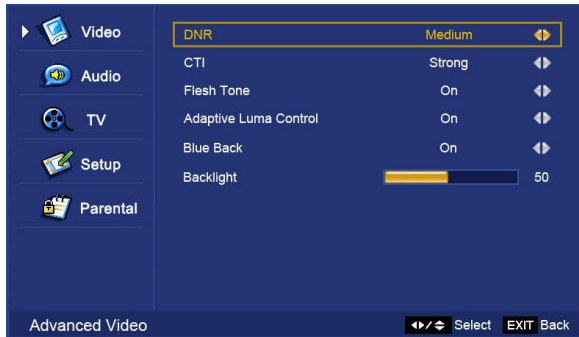 Video
Audio
TV
Setup
Parental
DNR Medium
CTI Strong
Flesh Tone On
Adaptive Luma Control On
Blue Back On
Backlight 50
Advanced Video
/ Select EXIT Back